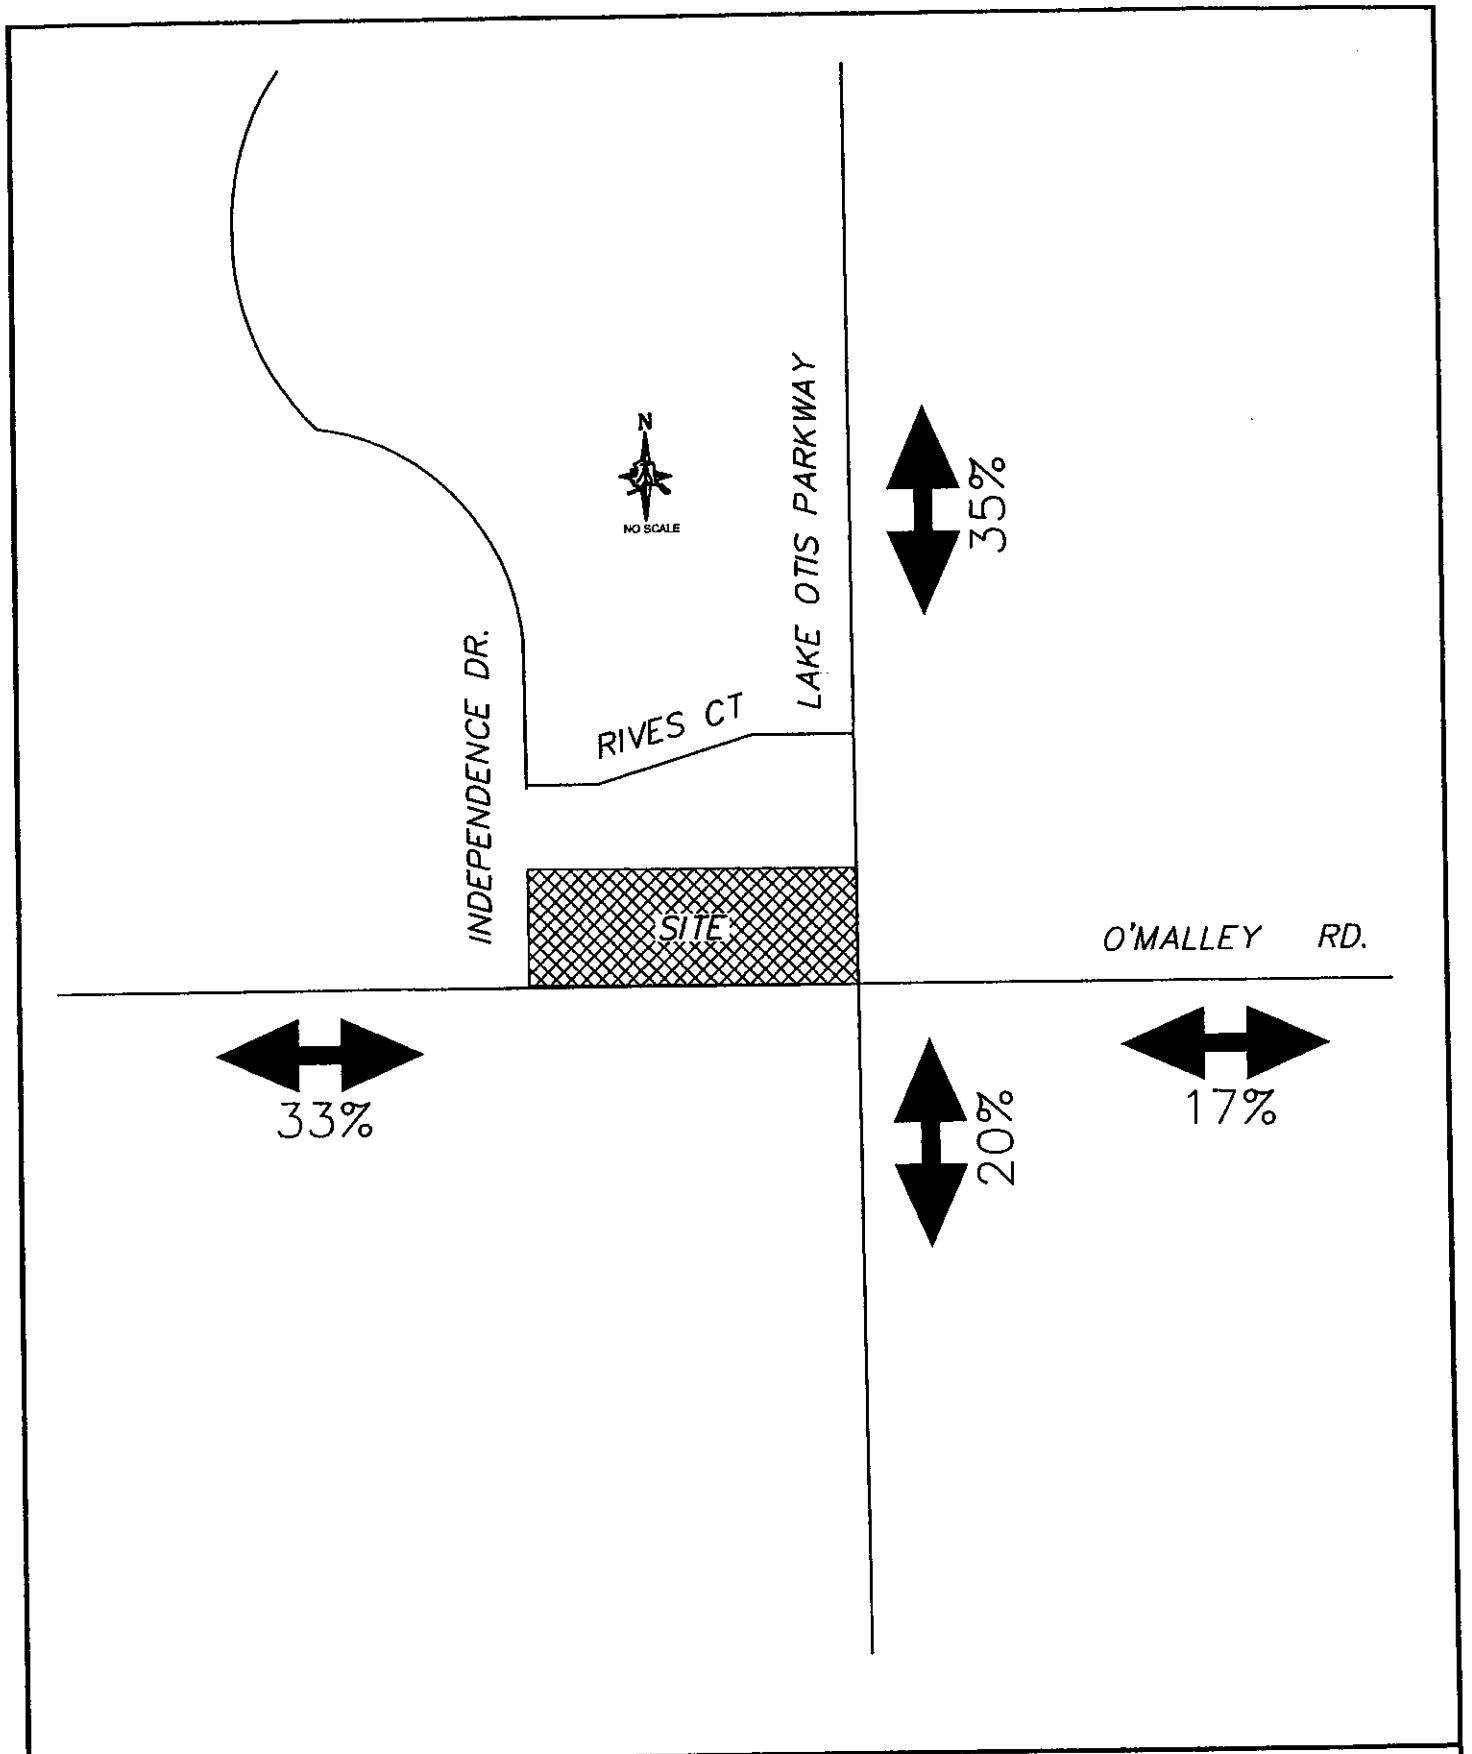 N
NO SCALE
LAKE OTIS PARKWAY
35%
INDEPENDENCE DR.
RIVES CT
SITE
O'MALLEY RD.
33%
20%
17%